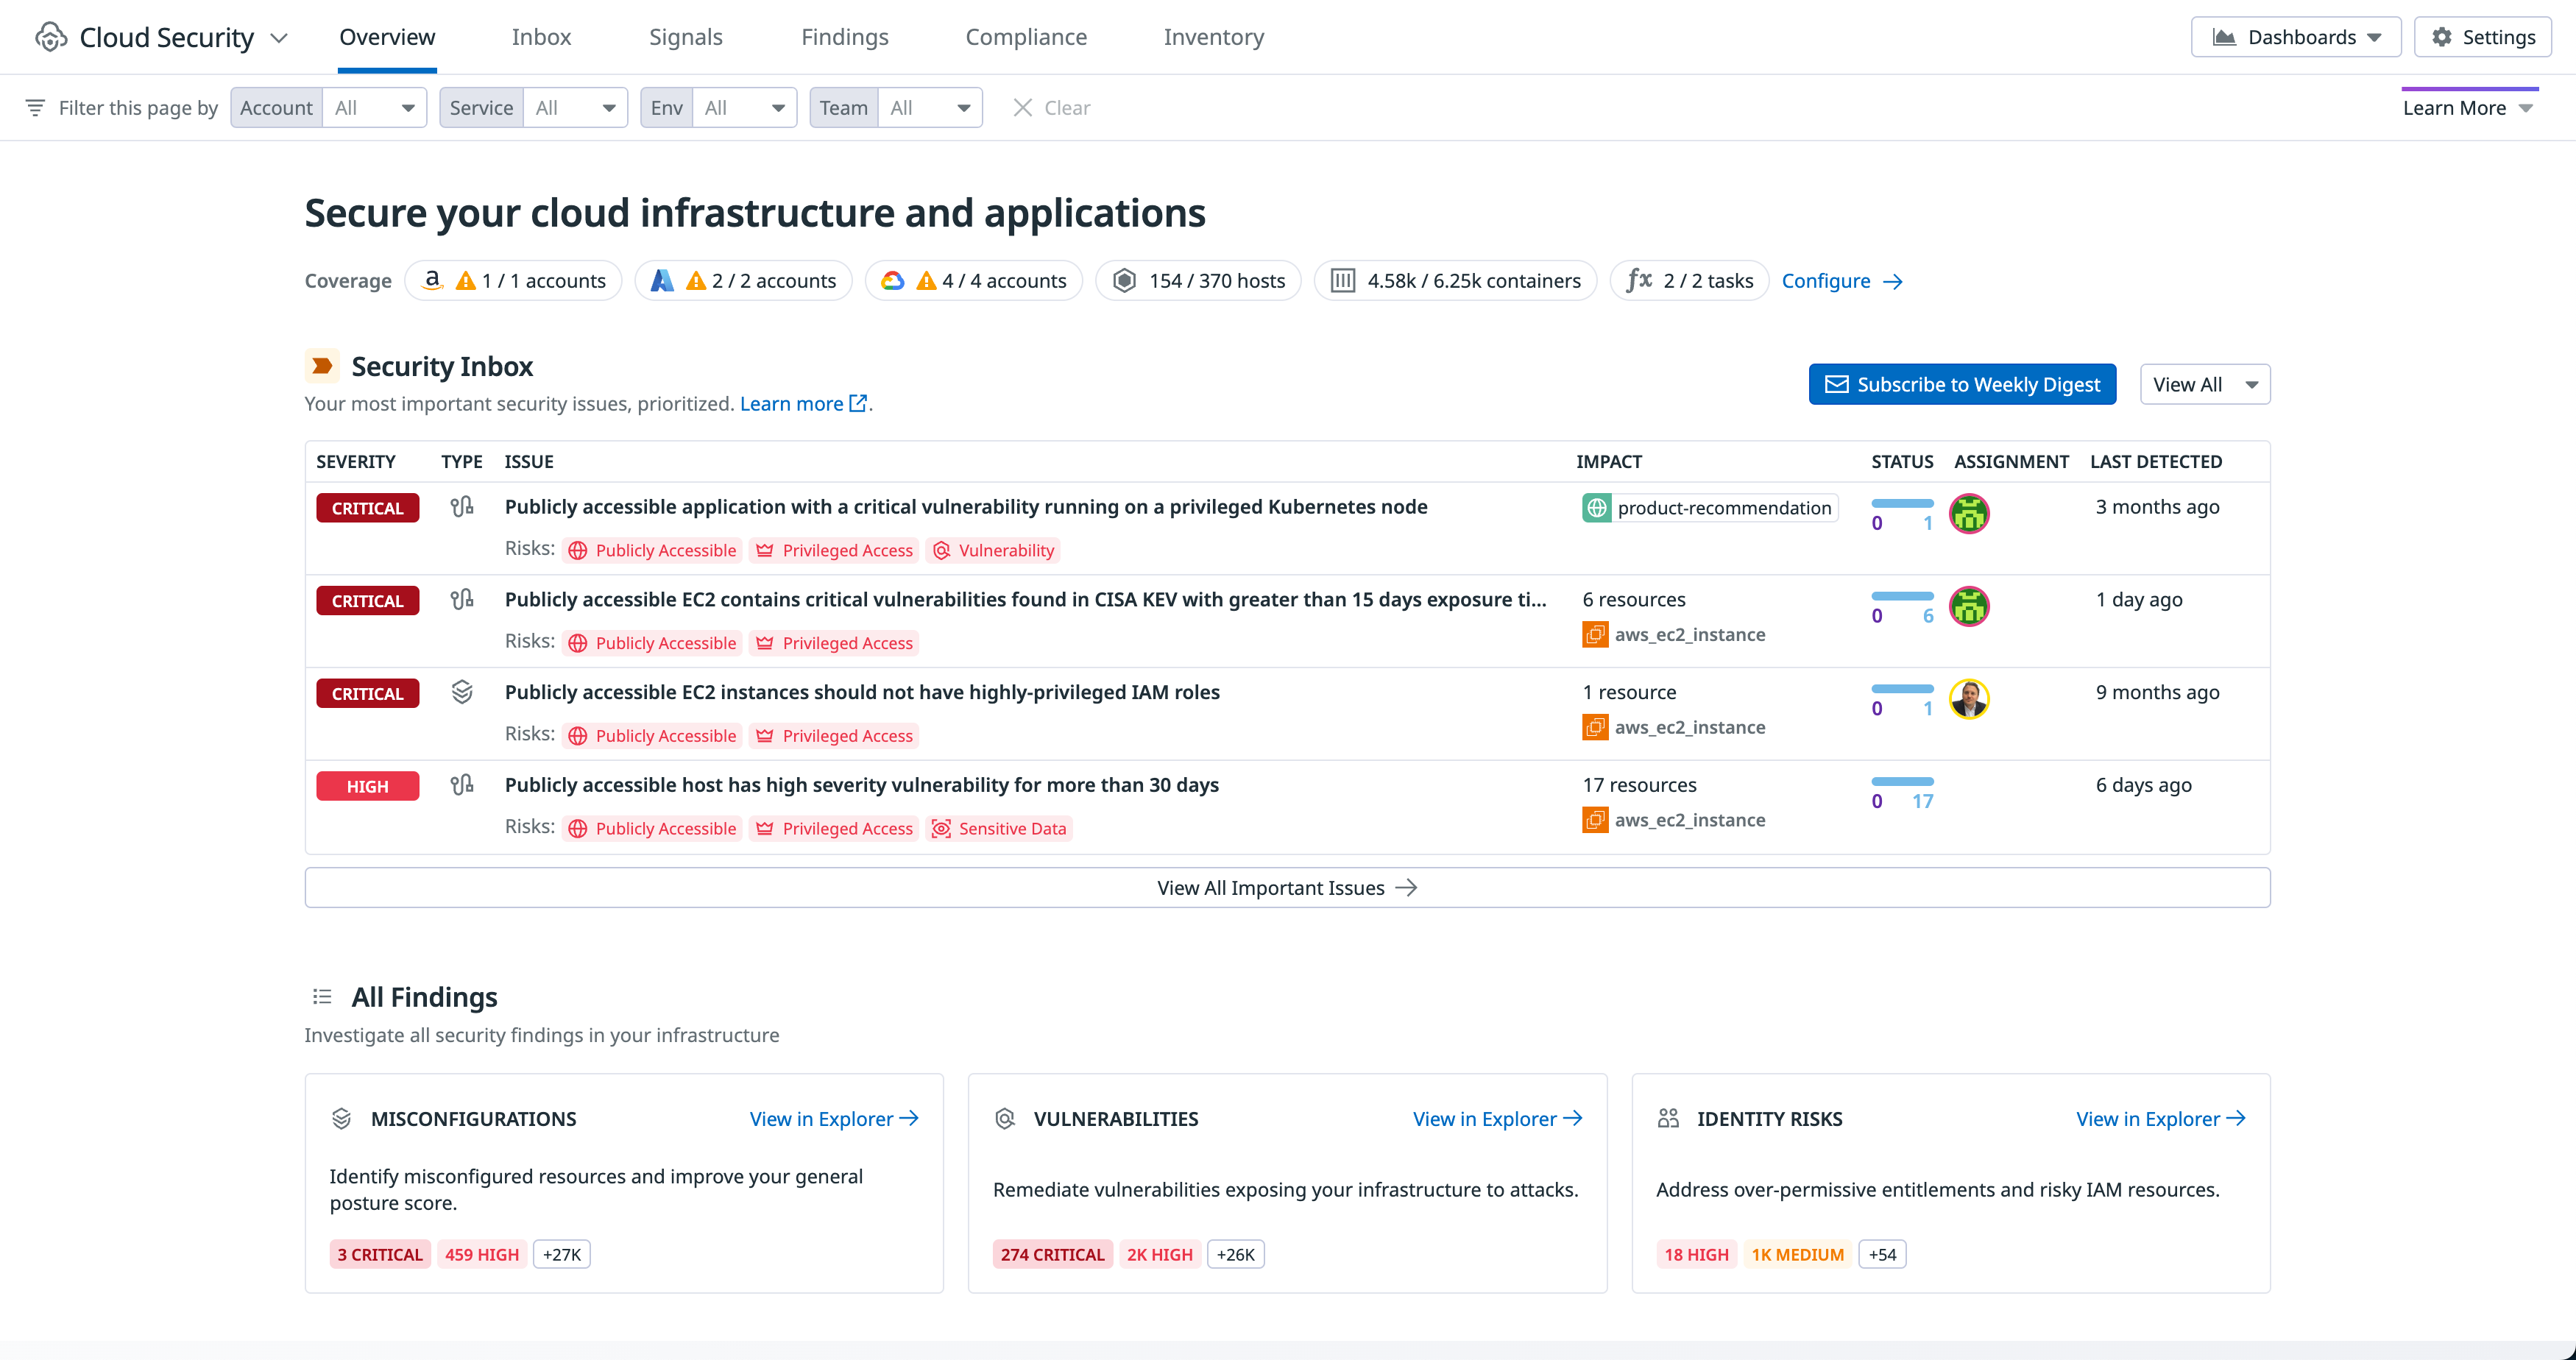 Cloud Security
Overview
Inbox
Signals
Findings
Compliance
Inventory
Dashboards
Settings
Filter this page by
Account All
Service All
Env All
Team All
Clear
Learn More
Secure your cloud infrastructure and applications
Coverage
1 / 1 accounts
2 / 2 accounts
4 / 4 accounts
154 / 370 hosts
4.58k / 6.25k containers
fx 2 / 2 tasks
Configure
Security Inbox
Your most important security issues, prioritized. Learn more.
Subscribe to Weekly Digest
View All
SEVERITY TYPE ISSUE IMPACT STATUS ASSIGNMENT LAST DETECTED
CRITICAL Publicly accessible application with a critical vulnerability running on a privileged Kubernetes node product-recommendation 3 months ago
0 1
Risks: Publicly Accessible Privileged Access Vulnerability
CRITICAL Publicly accessible EC2 contains critical vulnerabilities found in CISA KEV with greater than 15 days exposure ti... 6 resources 1 day ago
0 6
Risks: Publicly Accessible Privileged Access aws_ec2_instance
CRITICAL Publicly accessible EC2 instances should not have highly-privileged IAM roles 1 resource 9 months ago
0 1
Risks: Publicly Accessible Privileged Access aws_ec2_instance
HIGH Publicly accessible host has high severity vulnerability for more than 30 days 17 resources 6 days ago
0 17
Risks: Publicly Accessible Privileged Access Sensitive Data aws_ec2_instance
View All Important Issues
All Findings
Investigate all security findings in your infrastructure
MISCONFIGURATIONS
View in Explorer
Identify misconfigured resources and improve your general
posture score.
3 CRITICAL 459 HIGH +27K
VULNERABILITIES
View in Explorer
Remediate vulnerabilities exposing your infrastructure to attacks.
274 CRITICAL 2K HIGH +26K
IDENTITY RISKS
View in Explorer
Address over-permissive entitlements and risky IAM resources.
18 HIGH 1K MEDIUM +54